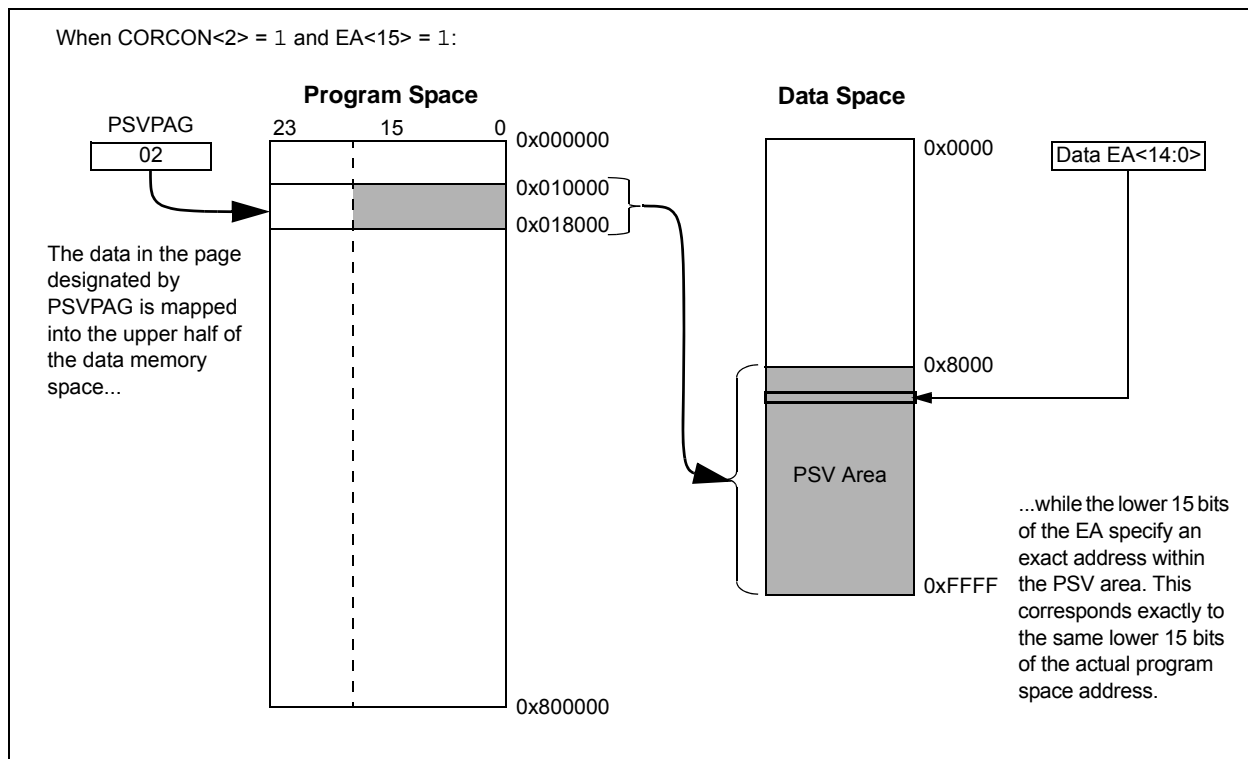 When CORCON<2> = 1 and EA<15> = 1:
Program Space
Data Space
PSVPAG
02
23 15 0
0x000000
0x010000
0x018000
0x800000
The data in the page
designated by
PSVPAG is mapped
into the upper half of
the data memory
space...
0x0000
Data EA<14:0>
0x8000
PSV Area
0xFFFF
...while the lower 15 bits
of the EA specify an
exact address within
the PSV area. This
corresponds exactly to
the same lower 15 bits
of the actual program
space address.